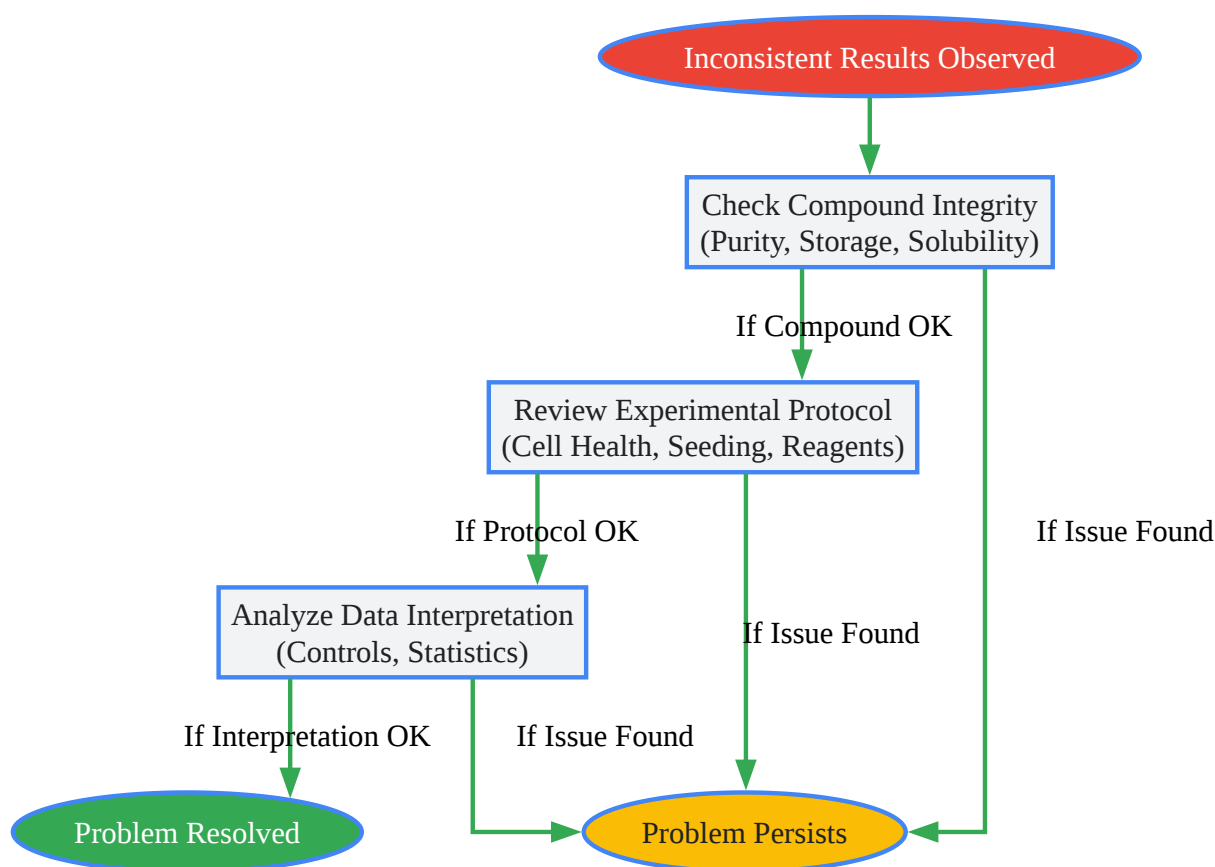 Inconsistent Results Observed
Check Compound Integrity
(Purity, Storage, Solubility)
If Compound OK
Review Experimental Protocol
(Cell Health, Seeding, Reagents)
If Protocol OK
If Issue Found
Analyze Data Interpretation
(Controls, Statistics)
If Issue Found
If Interpretation OK
If Issue Found
Problem Resolved
Problem Persists